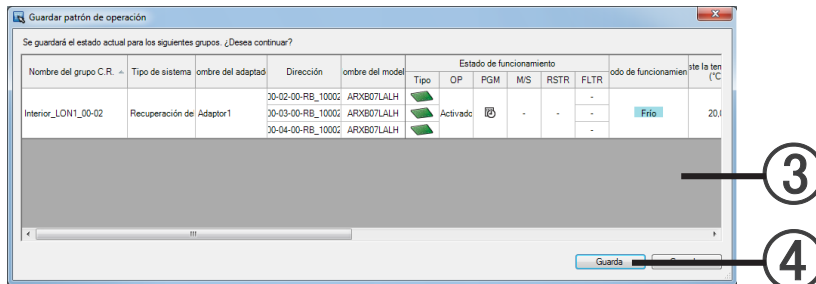 Guardar patrón de operación
Se guardará el estado actual para los siguientes grupos. ¿Desea continuar?
Nombre del grupo C.R. Tipo de sistema ombre del adaptad Dirección ombre del model Estado de funcionamiento odo de funcionamien ste la ten
(°C
Tipo OP PGM M/S RSTR FLTR
00-02-00-RB_10002 ARXB07LALH -
Interior_LON1_00-02 Recuperación de Adaptor1 00-03-00-RB_10002 ARXB07LALH Activado - - - Frío 20,0
00-04-00-RB_10002 ARXB07LALH -
3
Guarda
4